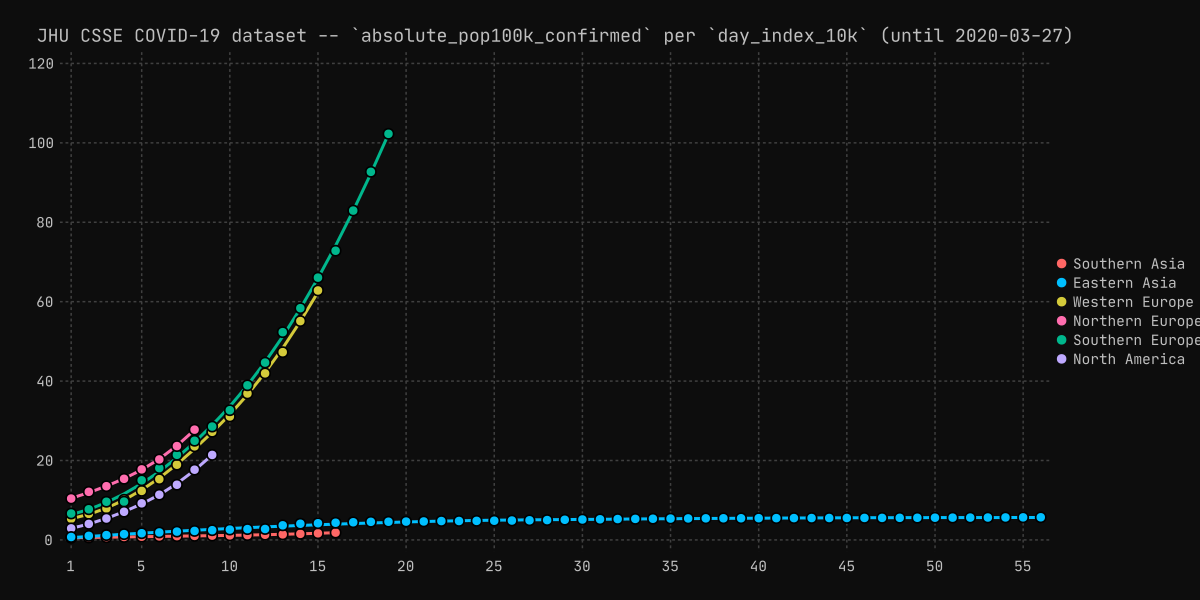 JHU CSSE COVID-19 dataset -- `absolute_pop100k_confirmed` per `day_index_10k` (until 2020-03-27)
120
100
80
60
40
20
0
1 5 10 15 20 25 30 35 40 45 50 55
Southern Asia
Eastern Asia
Western Europe
Northern Europe
Southern Europe
North America